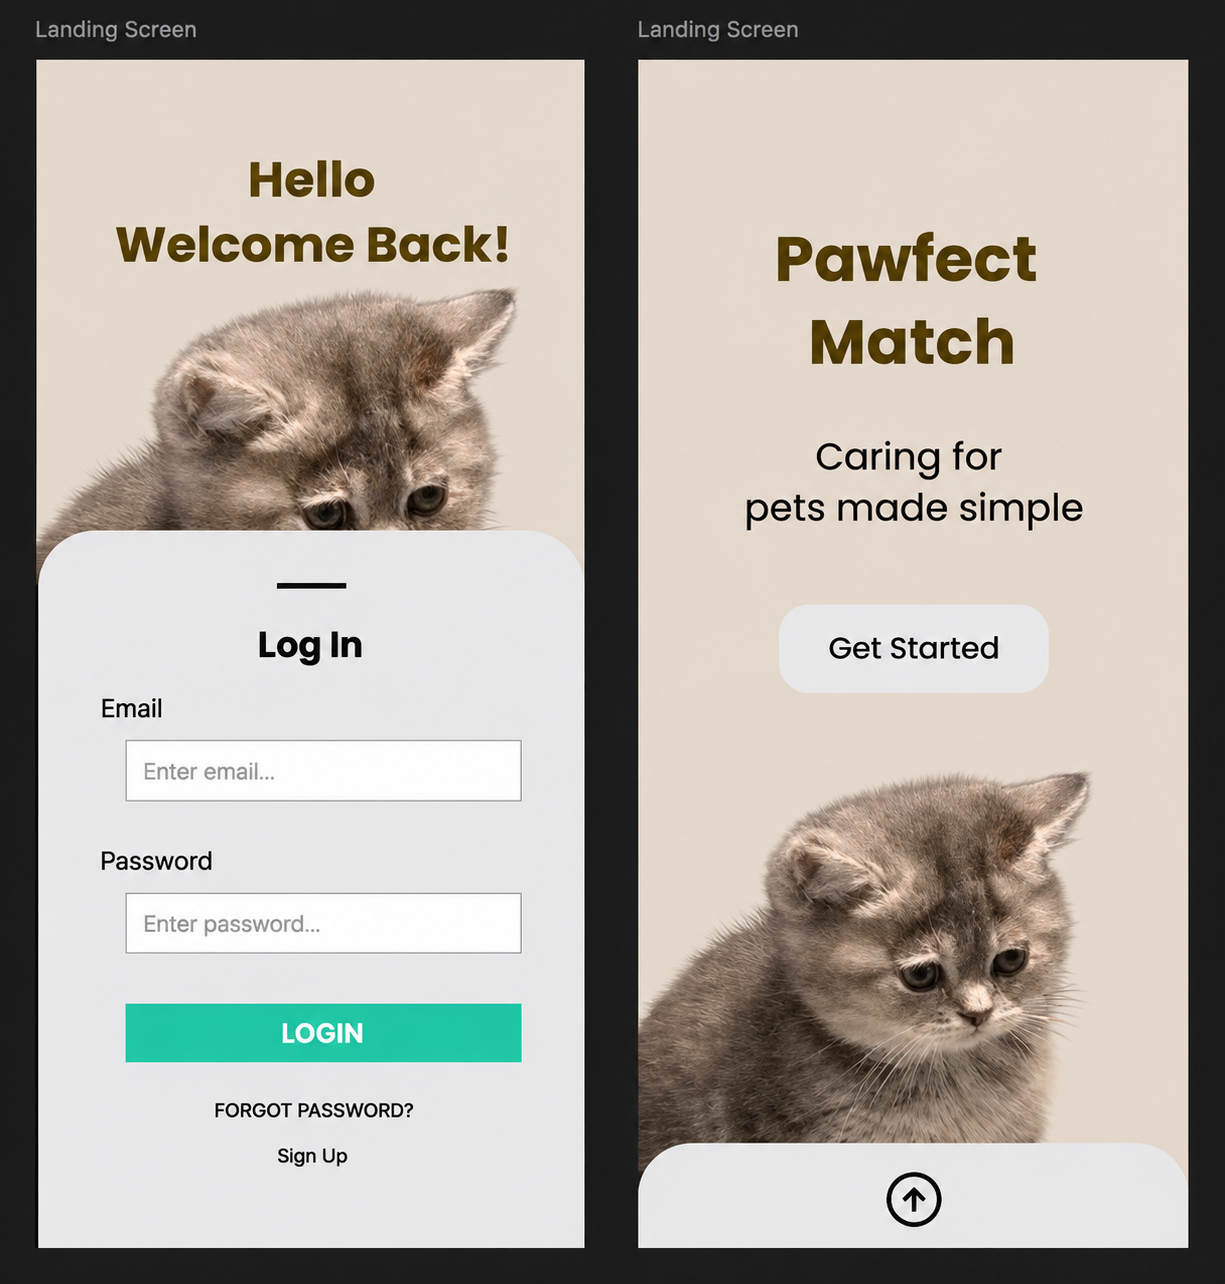 Landing Screen
Hello
Welcome Back!
Log In
Email
Enter email...
Password
Enter password...
LOGIN
FORGOT PASSWORD?
Sign Up
Landing Screen
Pawfect
Match
Caring for
pets made simple
Get Started